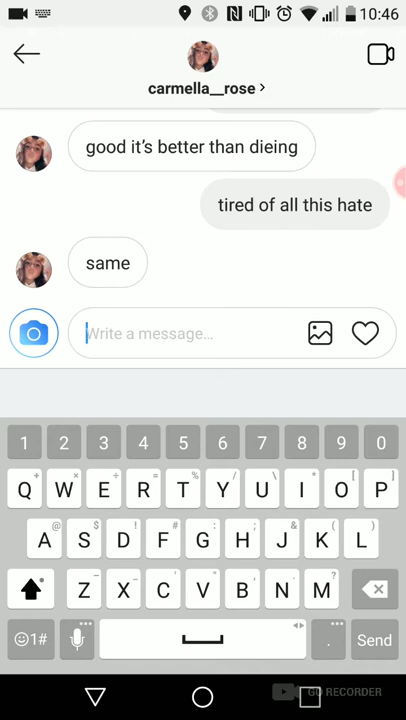 10:46
carmella__rose >
good it's better than dieing
tired of all this hate
same
Write a message...
1 2 3 4 5 6 7 8 9 0
Q W E R T Y U I O P
A S D F G H J K L
Z X C V B N M
☺1# . Send
GO RECORDER